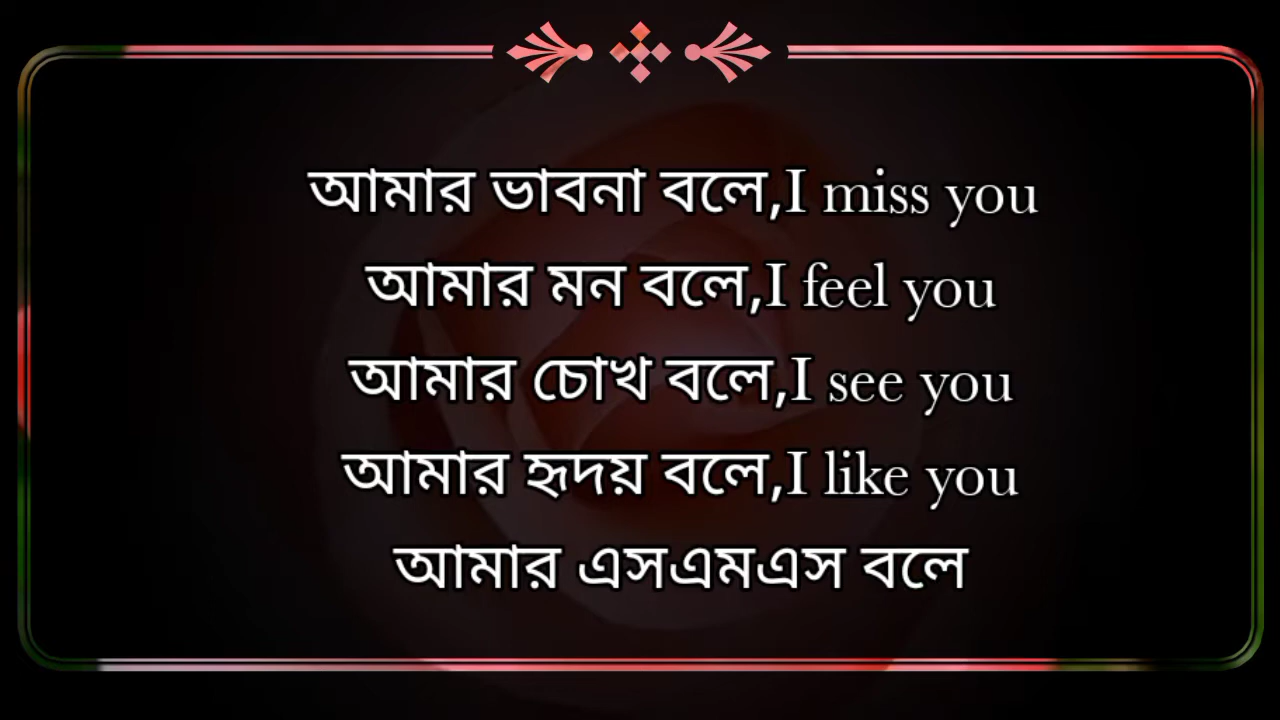 আমার ভাবনা বলে,I miss you
আমার মন বলে,I feel you
আমার চোখ বলে,I see you
আমার হৃদয় বলে,I like you
আমার এসএমএস বলে